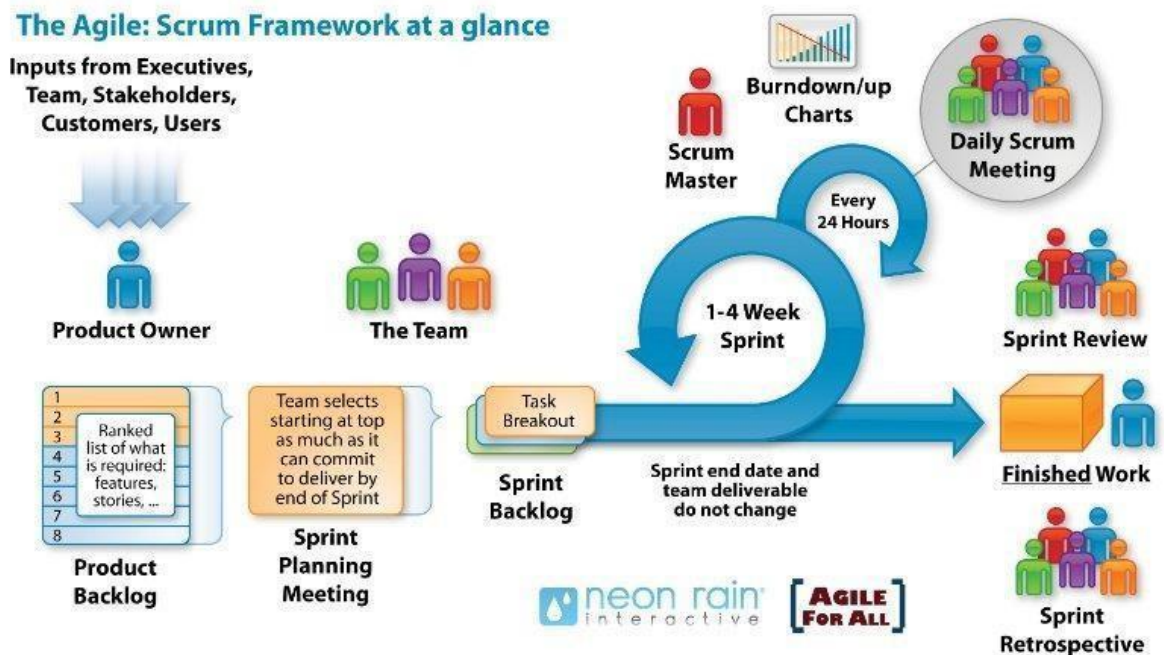 The Agile: Scrum Framework at a glance
Inputs from Executives,
Team, Stakeholders,
Customers, Users
Product Owner
The Team
Scrum
Master
Burndown/up
Charts
Daily Scrum
Meeting
Every
24 Hours
1-4 Week
Sprint
Sprint Review
1
2
3
4
5
6
7
8
Ranked
list of what
is required:
features,
stories, ...
Product
Backlog
Team selects
starting at top
as much as it
can commit
to deliver by
end of Sprint
Sprint
Planning
Meeting
Task
Breakout
Sprint
Backlog
Sprint end date and
team deliverable
do not change
Finished Work
Sprint
Retrospective
neon rain
interactive
AGILE
FOR ALL